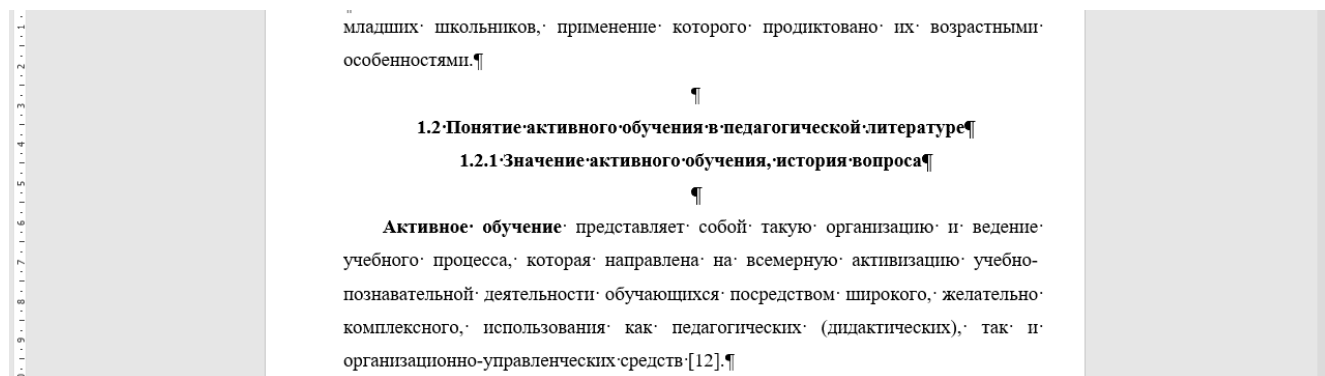 младших школьников, применение которого продиктовано их возрастными
особенностями.¶
¶
1.2·Понятие·активного·обучения·в·педагогической·литературе¶
1.2.1·Значение·активного·обучения,·история·вопроса¶
¶
Активное обучение представляет собой такую организацию и ведение
учебного процесса, которая направлена на всемерную активизацию учебно-
познавательной деятельности обучающихся посредством широкого, желательно
комплексного, использования как педагогических (дидактических), так и
организационно-управленческих средств [12].¶